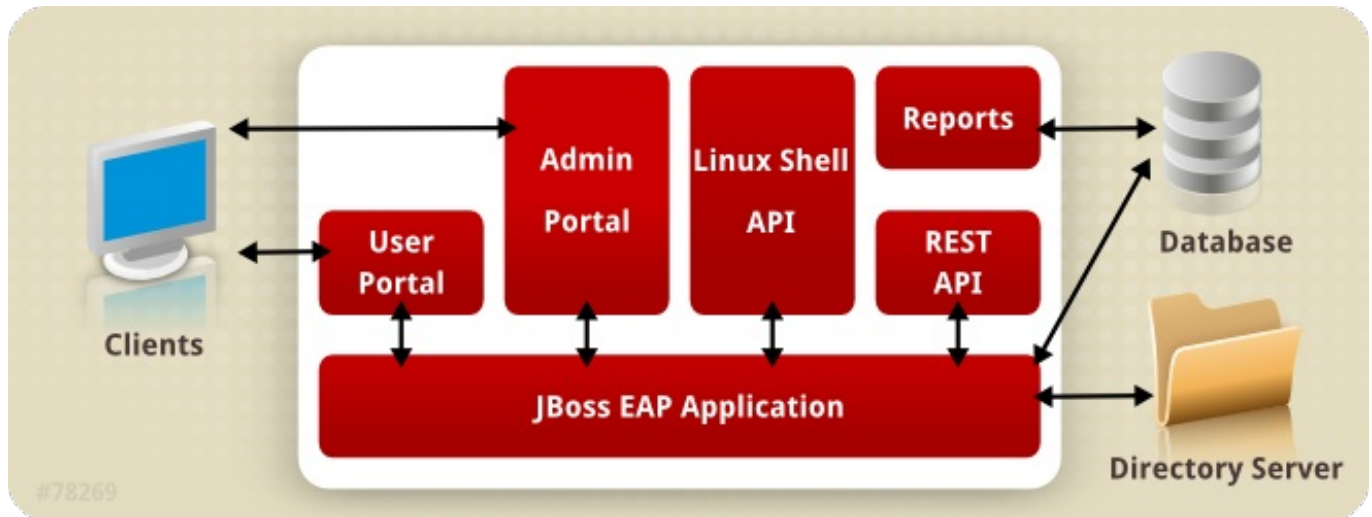 Clients
User
Portal
Admin
Portal
Linux Shell
API
Reports
REST
API
JBoss EAP Application
Database
Directory Server
#78269